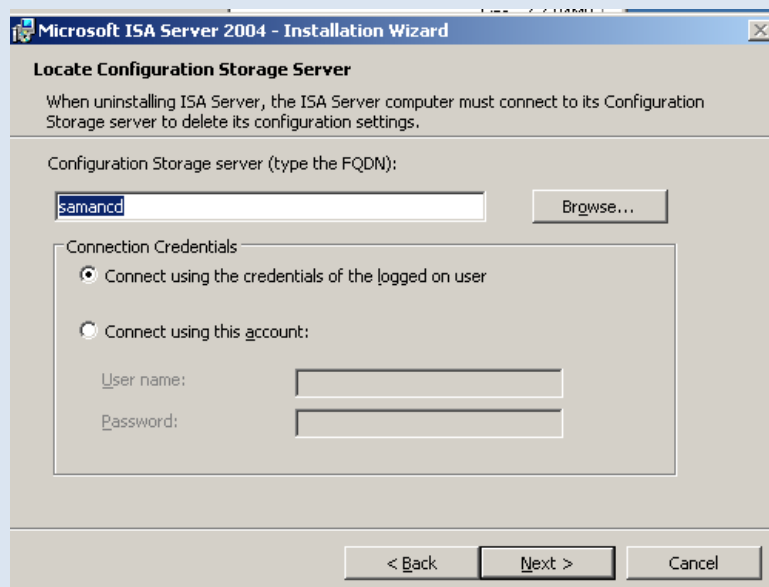 Microsoft ISA Server 2004 - Installation Wizard
Locate Configuration Storage Server
When uninstalling ISA Server, the ISA Server computer must connect to its Configuration
Storage server to delete its configuration settings.
Configuration Storage server (type the FQDN):
samancd
Browse...
Connection Credentials
Connect using the credentials of the logged on user
Connect using this account:
User name:
Password:
< Back
Next >
Cancel